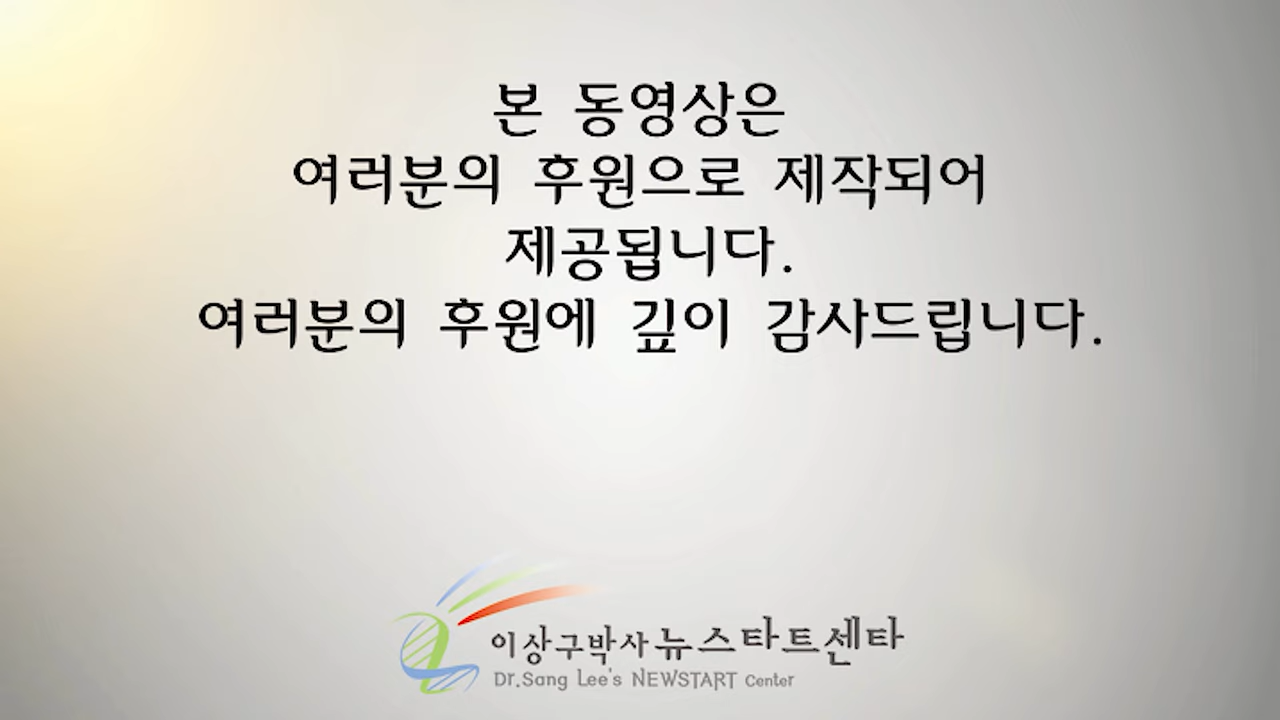 본 동영상은
여러분의 후원으로 제작되어
제공됩니다.
여러분의 후원에 깊이 감사드립니다.
이상구박사 뉴스타트센타
Dr.Sang Lee's NEWSTART Center